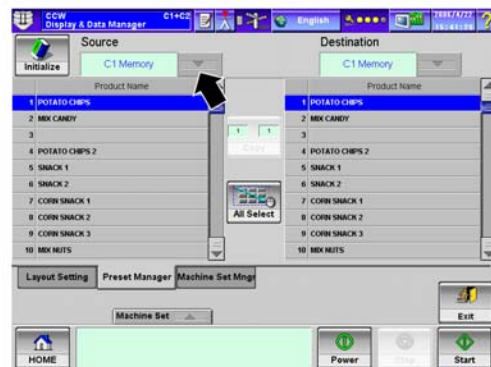 CCW
Display & Data Manager
C1+C2
English
Initialize
Source
Destination
C1 Memory
C1 Memory
Product Name
Product Name
1 POTATO CHIPS
2 MIX CANDY
3
4 POTATO CHIPS 2
5 SNACK 1
6 SNACK 2
7 CORN SNACK 1
8 CORN SNACK 2
9 CORN SNACK 3
10 MIX NUTS
1 1
Copy
All Select
1 POTATO CHIPS
2 MIX CANDY
3
4 POTATO CHIPS 2
5 SNACK 1
6 SNACK 2
7 CORN SNACK 1
8 CORN SNACK 2
9 CORN SNACK 3
10 MIX NUTS
Layout Setting
Preset Manager
Machine Set Mngr
Machine Set
Exit
HOME
Power
Stop
Start